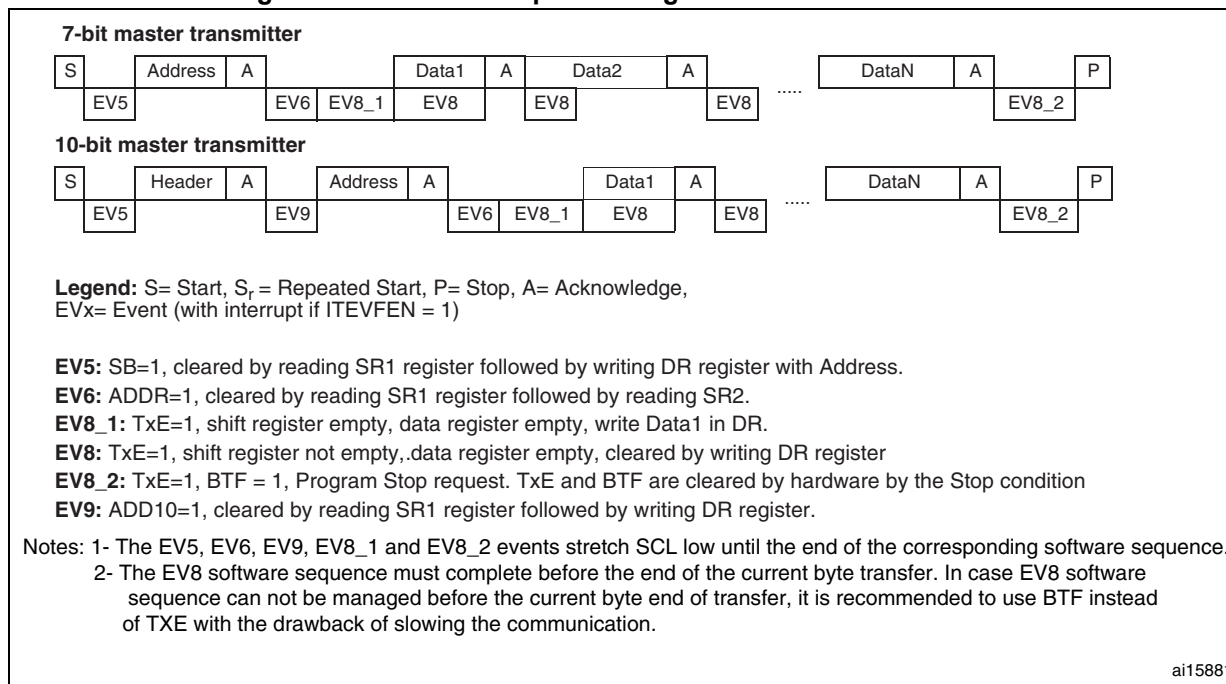 7-bit master transmitter
S Address A Data1 A Data2 A ..... DataN A P
EV5 EV6 EV8_1 EV8 EV8 EV8 EV8_2
10-bit master transmitter
S Header A Address A Data1 A ..... DataN A P
EV5 EV9 EV6 EV8_1 EV8 EV8 EV8_2
Legend: S= Start, Sr = Repeated Start, P= Stop, A= Acknowledge,
EVx= Event (with interrupt if ITEVFEN = 1)
EV5: SB=1, cleared by reading SR1 register followed by writing DR register with Address.
EV6: ADDR=1, cleared by reading SR1 register followed by reading SR2.
EV8_1: TxE=1, shift register empty, data register empty, write Data1 in DR.
EV8: TxE=1, shift register not empty,.data register empty, cleared by writing DR register
EV8_2: TxE=1, BTF = 1, Program Stop request. TxE and BTF are cleared by hardware by the Stop condition
EV9: ADD10=1, cleared by reading SR1 register followed by writing DR register.
Notes: 1- The EV5, EV6, EV9, EV8_1 and EV8_2 events stretch SCL low until the end of the corresponding software sequence.
2- The EV8 software sequence must complete before the end of the current byte transfer. In case EV8 software
sequence can not be managed before the current byte end of transfer, it is recommended to use BTF instead
of TXE with the drawback of slowing the communication.
ai15881